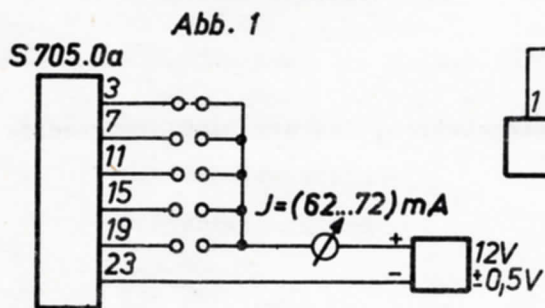 Abb. 1
S 705.0a
3
7
11
15
19
23
J=(62...72) mA
+
-
12V
±0,5V
1